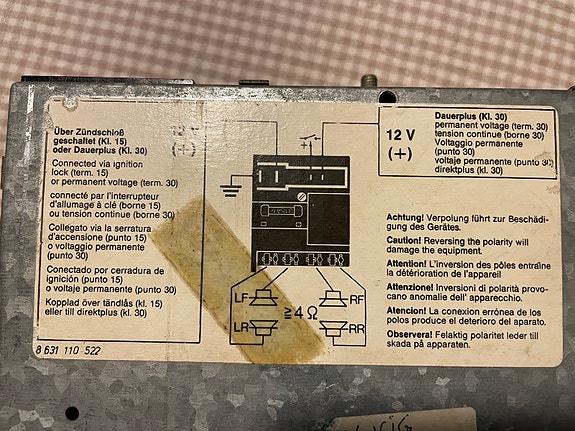 Über Zündschloß
geschaltet (Kl. 15)
oder Dauerplus (Kl. 30)
Connected via ignition
lock (term. 15)
or permanent voltage (term. 30)
connecté par l'interrupteur
d'allumage à clé (borne 15)
ou tension continue (borne 30)
Collegato via la serratura
d'accensione (punto 15)
o voltaggio permanente
(punto 30)
Conectado por cerradura de
ignición (punto 15)
o voltaje permanente (punto 30)
Kopplad över tändlås (kl. 15)
eller till direktplus (kl. 30)
8 631 110 522
12 V
(+)
+
LF
RF
≧4 Ω
LR
RR
12 V
(+)
Dauerplus (Kl. 30)
permanent voltage (term. 30)
tension continue (borne 30)
Voltaggio permanente
(punto 30)
voltaje permanente (punto 30)
direktplus (kl. 30)
Achtung! Verpolung führt zur Beschädi-
gung des Gerätes.
Caution! Reversing the polarity will
damage the equipment.
Attention! L'inversion des pôles entraîne
la détérioration de l'appareil
Attenzione! Inversioni di polarità provo-
cano anomalie dell' apparecchio.
Atencion! La conexion errónea de los
polos produce el deterioro del aparato.
Observera! Felaktig polaritet leder till
skada på apparaten.